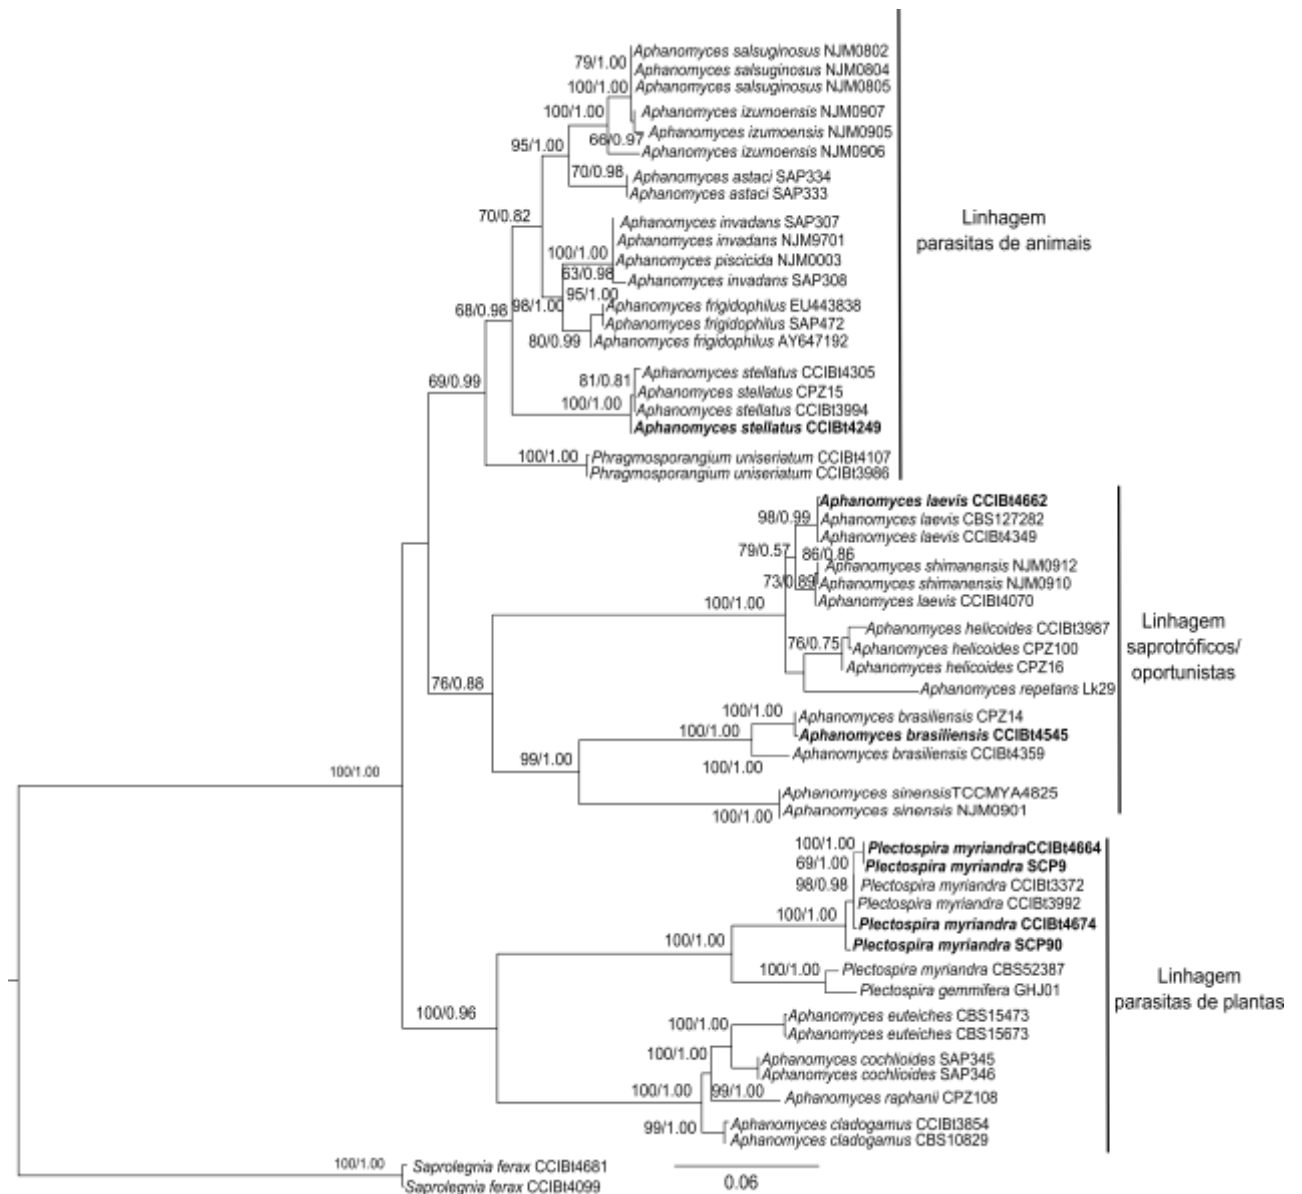 79/1.00
Aphanomyces salsuginosus NJM0802
Aphanomyces salsuginosus NJM0804
100/1.00
Aphanomyces salsuginosus NJM0805
100/1.00
Aphanomyces izumoensis NJM0907
66/0.97
Aphanomyces izumoensis NJM0905
95/1.00
Aphanomyces izumoensis NJM0906
70/0.98
Aphanomyces astaci SAP334
Aphanomyces astaci SAP333
Linhagem
parasitas de animais
70/0.82
Aphanomyces invadans SAP307
Aphanomyces invadans NJM9701
100/1.00
Aphanomyces piscicida NJM0003
63/0.98
Aphanomyces invadans SAP308
95/1.00
98/1.00
Aphanomyces frigidophilus EU443838
68/0.98
Aphanomyces frigidophilus SAP472
80/0.99
Aphanomyces frigidophilus AY647192
69/0.99
81/0.81
Aphanomyces stellatus CCIBt4305
Aphanomyces stellatus CPZ15
100/1.00
Aphanomyces stellatus CCIBt3994
Aphanomyces stellatus CCIBt4249
100/1.00
Phragmosporangium uniseriatum CCIBt4107
Phragmosporangium uniseriatum CCIBt3986
Aphanomyces laevis CCIBt4662
98/0.99
Aphanomyces laevis CBS127282
Aphanomyces laevis CCIBt4349
79/0.57
86/0.86
Aphanomyces shimanensis NJM0912
73/0.89
Aphanomyces shimanensis NJM0910
100/1.00
Aphanomyces laevis CCIBt4070
Aphanomyces helicoides CCIBt3987
76/0.75
Aphanomyces helicoides CPZ100
Aphanomyces helicoides CPZ16
Aphanomyces repetans Lk29
Linhagem
saprotróficos/
oportunistas
76/0.88
100/1.00
Aphanomyces brasiliensis CPZ14
100/1.00
Aphanomyces brasiliensis CCIBt4545
Aphanomyces brasiliensis CCIBt4359
99/1.00
100/1.00
100/1.00
Aphanomyces sinensisTCCMYA4825
100/1.00
Aphanomyces sinensis NJM0901
100/1.00
Plectospira myriandraCCIBt4664
69/1.00
Plectospira myriandra SCP9
98/0.98
Plectospira myriandra CCIBt3372
Plectospira myriandra CCIBt3992
100/1.00
Plectospira myriandra CCIBt4674
100/1.00
Plectospira myriandra SCP90
100/1.00
Plectospira myriandra CBS52387
Plectospira gemmifera GHJ01
Linhagem
parasitas de plantas
100/0.96
100/1.00
Aphanomyces euteiches CBS15473
Aphanomyces euteiches CBS15673
100/1.00
Aphanomyces cochlioides SAP345
Aphanomyces cochlioides SAP346
100/1.00
99/1.00
Aphanomyces raphanii CPZ108
99/1.00
Aphanomyces cladogamus CCIBt3854
Aphanomyces cladogamus CBS10829
100/1.00
Saprolegnia ferax CCIBt4681
Saprolegnia ferax CCIBt4099
0.06